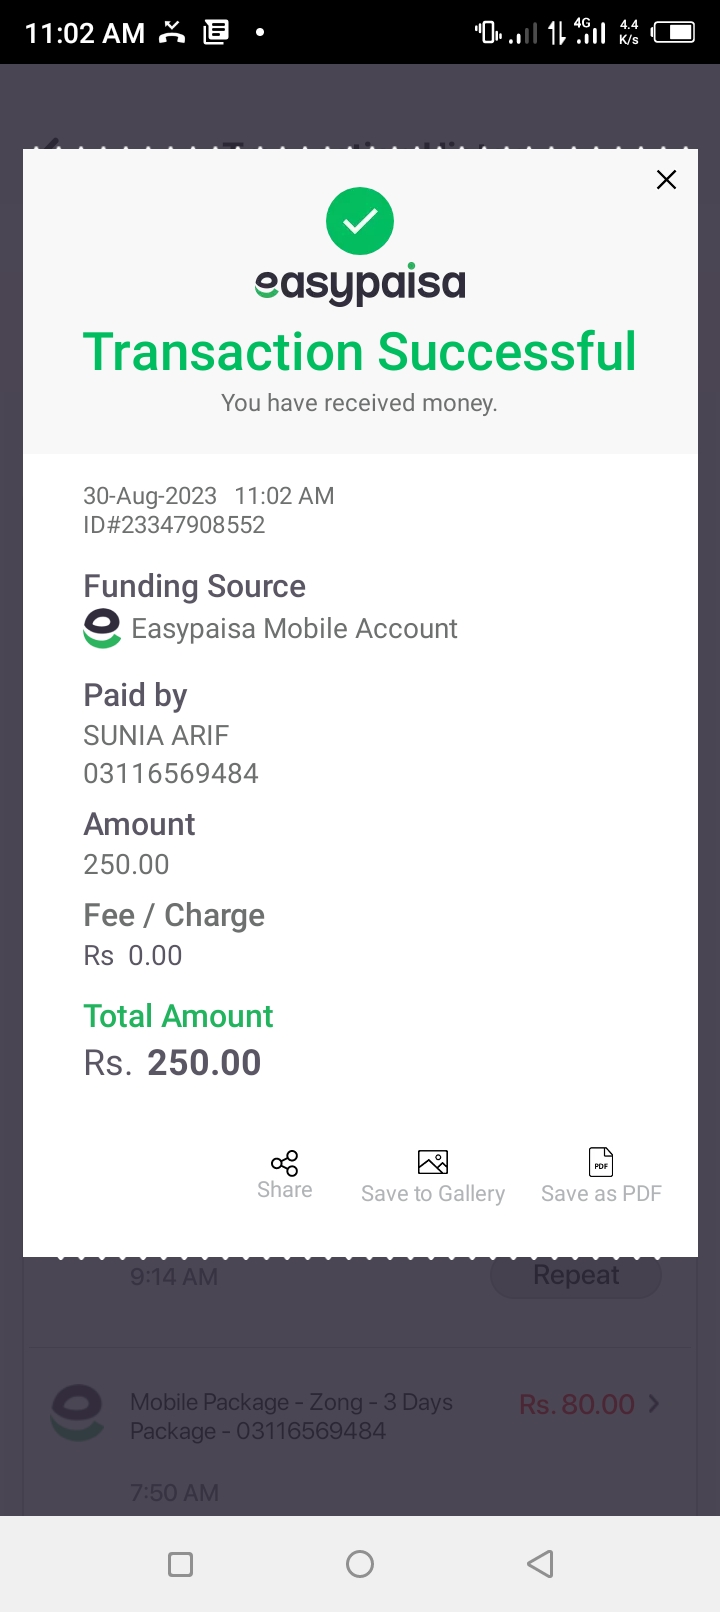 11:02 AM
4G
4.4
K/s
easypaisa
Transaction Successful
You have received money.
30-Aug-2023 11:02 AM
ID#23347908552
Funding Source
Easypaisa Mobile Account
Paid by
SUNIA ARIF
03116569484
Amount
250.00
Fee / Charge
Rs 0.00
Total Amount
Rs. 250.00
PDF
Share
Save to Gallery
Save as PDF
9:14 AM
Repeat
Mobile Package - Zong - 3 Days
Package - 03116569484
Rs. 80.00
7:50 AM